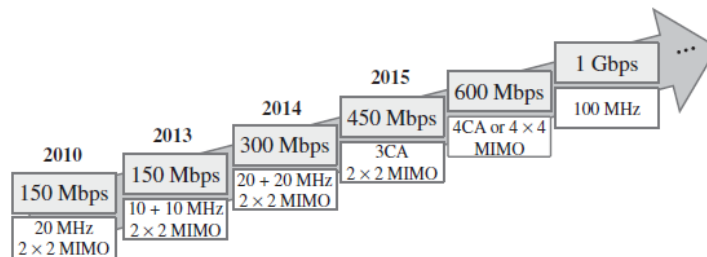 2010
150 Mbps
20 MHz
2 × 2 MIMO
2013
150 Mbps
10 + 10 MHz
2 × 2 MIMO
2014
300 Mbps
20 + 20 MHz
2 × 2 MIMO
2015
450 Mbps
3CA
2 × 2 MIMO
600 Mbps
4CA or 4 × 4
MIMO
1 Gbps
100 MHz
...